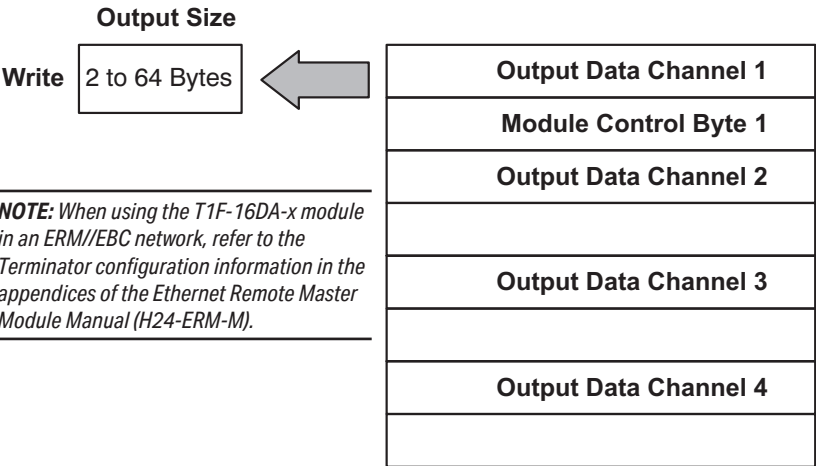 Output Size
Write
2 to 64 Bytes
Output Data Channel 1
Module Control Byte 1
Output Data Channel 2
Output Data Channel 3
Output Data Channel 4
NOTE: When using the T1F-16DA-x module
in an ERM//EBC network, refer to the
Terminator configuration information in the
appendices of the Ethernet Remote Master
Module Manual (H24-ERM-M).